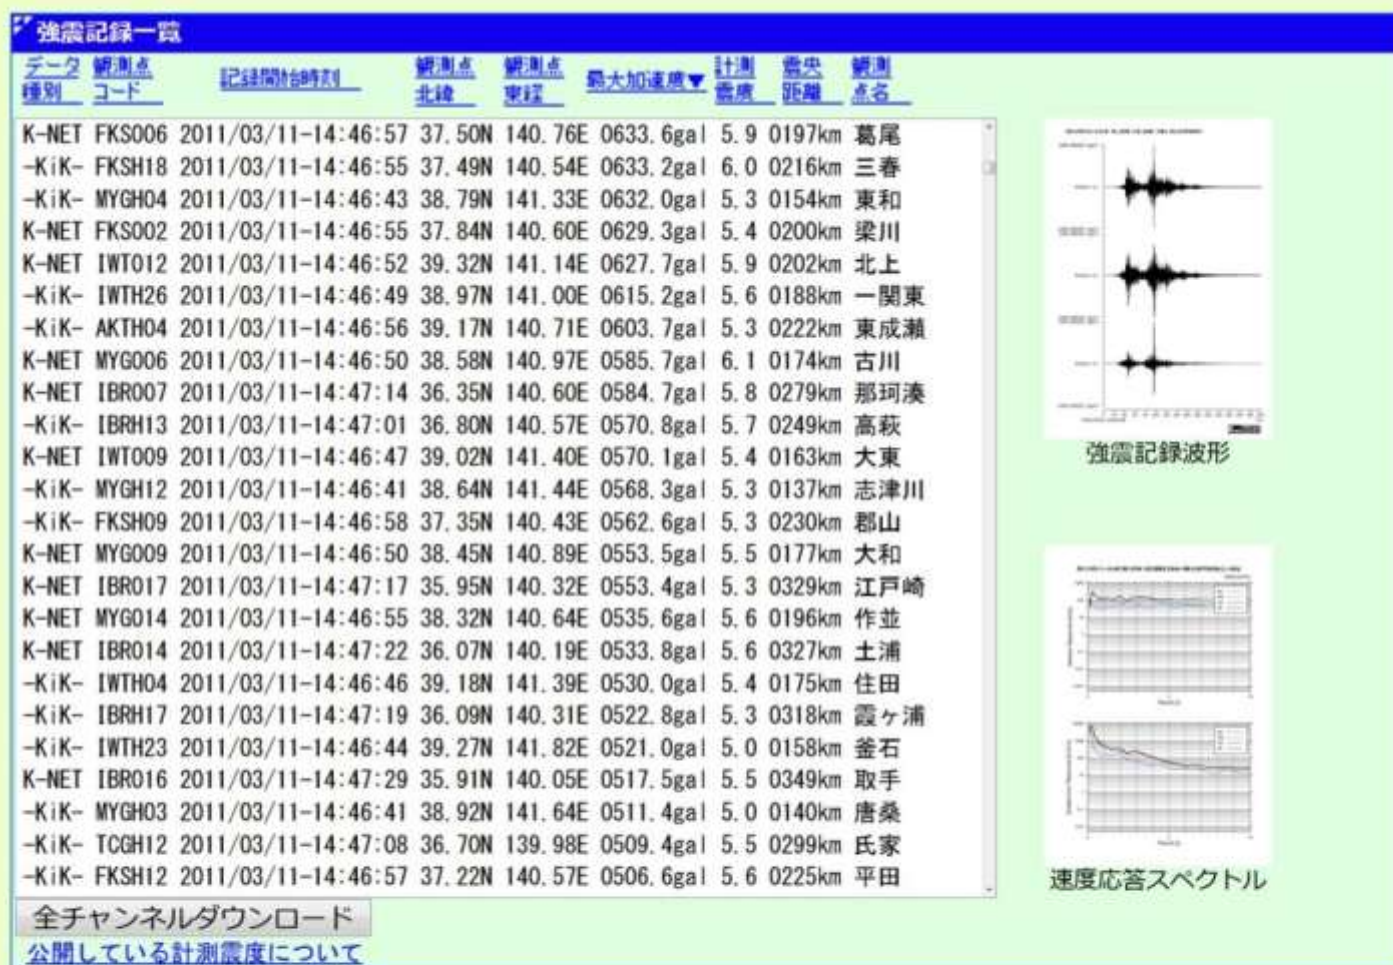 強震記録一覧
データ種別 観測点コード 記録開始時刻 観測点北緯 観測点東経 最大加速度▼ 計測震度 震央距離 観測点名
K-NET FKS006 2011/03/11-14:46:57 37.50N 140.76E 0633.6gal 5.9 0197km 葛尾
-KiK- FKSH18 2011/03/11-14:46:55 37.49N 140.54E 0633.2gal 6.0 0216km 三春
-KiK- MYGH04 2011/03/11-14:46:43 38.79N 141.33E 0632.0gal 5.3 0154km 東和
K-NET FKS002 2011/03/11-14:46:55 37.84N 140.60E 0629.3gal 5.4 0200km 梁川
K-NET IWT012 2011/03/11-14:46:52 39.32N 141.14E 0627.7gal 5.9 0202km 北上
-KiK- IWTH26 2011/03/11-14:46:49 38.97N 141.00E 0615.2gal 5.6 0188km 一関東
-KiK- AKTH04 2011/03/11-14:46:56 39.17N 140.71E 0603.7gal 5.3 0222km 東成瀬
K-NET MYG006 2011/03/11-14:46:50 38.58N 140.97E 0585.7gal 6.1 0174km 古川
K-NET IBR007 2011/03/11-14:47:14 36.35N 140.60E 0584.7gal 5.8 0279km 那珂湊
-KiK- IBRH13 2011/03/11-14:47:01 36.80N 140.57E 0570.8gal 5.7 0249km 高萩
K-NET IWT009 2011/03/11-14:46:47 39.02N 141.40E 0570.1gal 5.4 0163km 大東
-KiK- MYGH12 2011/03/11-14:46:41 38.64N 141.44E 0568.3gal 5.3 0137km 志津川
-KiK- FKSH09 2011/03/11-14:46:58 37.35N 140.43E 0562.6gal 5.3 0230km 郡山
K-NET MYG009 2011/03/11-14:46:50 38.45N 140.89E 0553.5gal 5.5 0177km 大和
K-NET IBR017 2011/03/11-14:47:17 35.95N 140.32E 0553.4gal 5.3 0329km 江戸崎
K-NET MYG014 2011/03/11-14:46:55 38.32N 140.64E 0535.6gal 5.6 0196km 作並
K-NET IBR014 2011/03/11-14:47:22 36.07N 140.19E 0533.8gal 5.6 0327km 土浦
-KiK- IWTH04 2011/03/11-14:46:46 39.18N 141.39E 0530.0gal 5.4 0175km 住田
-KiK- IBRH17 2011/03/11-14:47:19 36.09N 140.31E 0522.8gal 5.3 0318km 霞ヶ浦
-KiK- IWTH23 2011/03/11-14:46:44 39.27N 141.82E 0521.0gal 5.0 0158km 釜石
K-NET IBR016 2011/03/11-14:47:29 35.91N 140.05E 0517.5gal 5.5 0349km 取手
-KiK- MYGH03 2011/03/11-14:46:41 38.92N 141.64E 0511.4gal 5.0 0140km 唐桑
-KiK- TCGH12 2011/03/11-14:47:08 36.70N 139.98E 0509.4gal 5.5 0299km 氏家
-KiK- FKSH12 2011/03/11-14:46:57 37.22N 140.57E 0506.6gal 5.6 0225km 平田
全チャンネルダウンロード
公開している計測震度について
強震記録波形
速度応答スペクトル